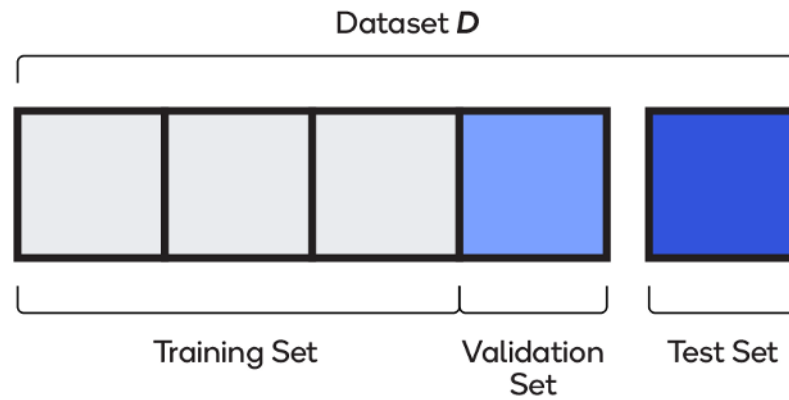 Dataset D
Training Set
Validation
Set
Test Set